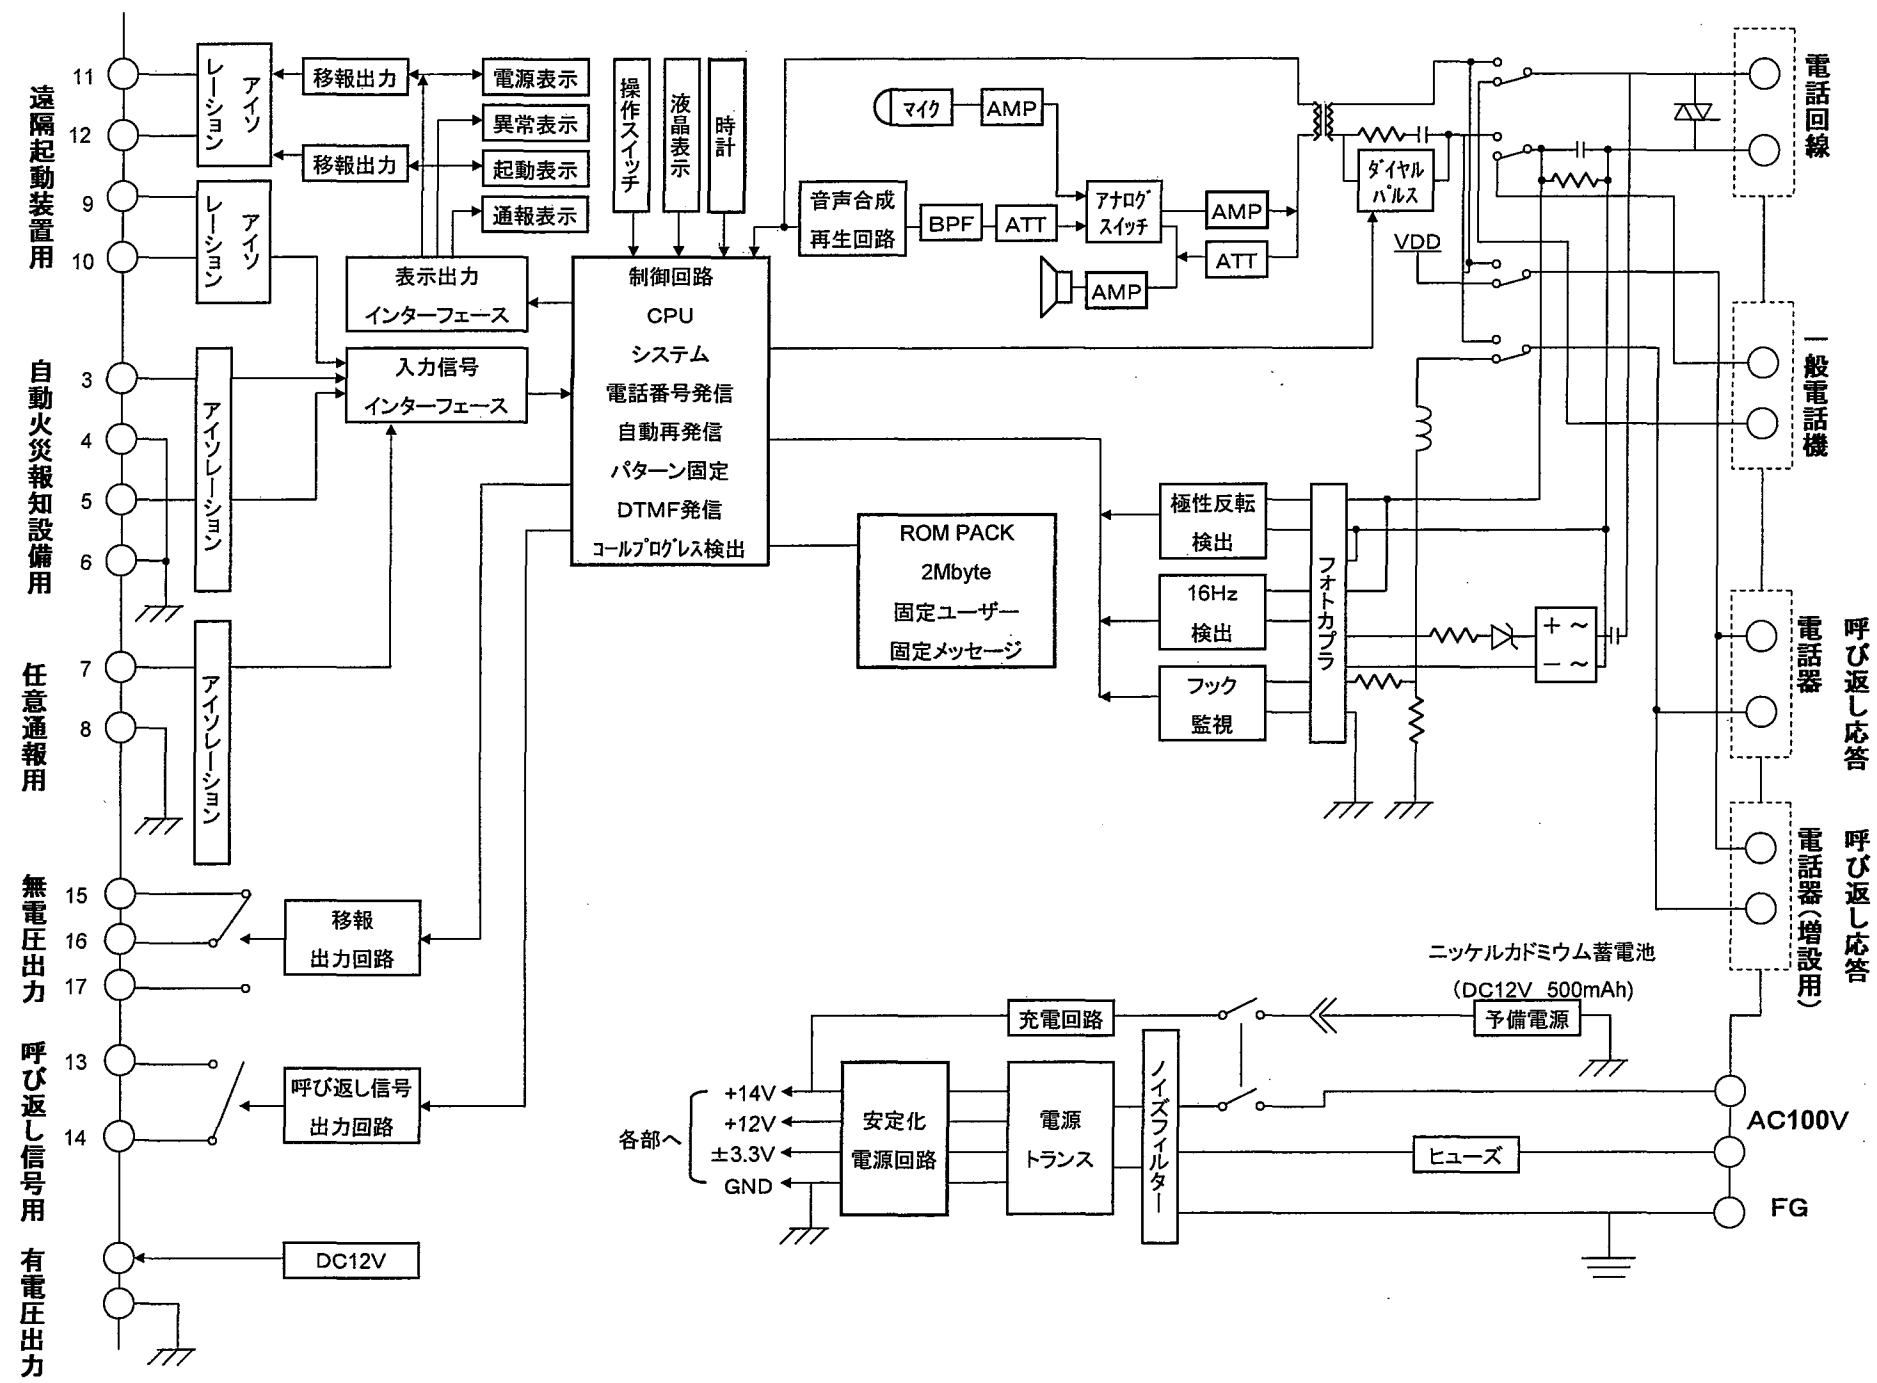 遠隔起動装置用
11
12
9
10
アイソ
レーション
アイソ
レーション
移報出力
移報出力
電源表示
異常表示
起動表示
通報表示
操作スイッチ
液晶表示
時計
表示出力
インターフェース
入力信号
インターフェース
制御回路
CPU
システム
電話番号発信
自動再発信
パターン固定
DTMF発信
コールプログレス検出
マイク
AMP
音声合成
再生回路
BPF
ATT
アナログ
スイッチ
AMP
ATT
AMP
ダイヤル
パルス
VDD
電話回線
一般電話機
呼び返し応答
電話器
呼び返し応答
電話器(増設用)
自動火災報知設備用
3
4
5
6
アイソレーション
任意通報用
7
8
アイソレーション
ROM PACK
2Mbyte
固定ユーザー
固定メッセージ
極性反転
検出
16Hz
検出
フック
監視
フォトカプラ
+ ~
− ~
無電圧出力
15
16
17
移報
出力回路
呼び返し信号用
13
14
呼び返し信号
出力回路
有電圧出力
DC12V
ニッケルカドミウム蓄電池
(DC12V 500mAh)
充電回路
予備電源
各部へ
+14V
+12V
±3.3V
GND
安定化
電源回路
電源
トランス
ノイズフィルター
ヒューズ
AC100V
FG